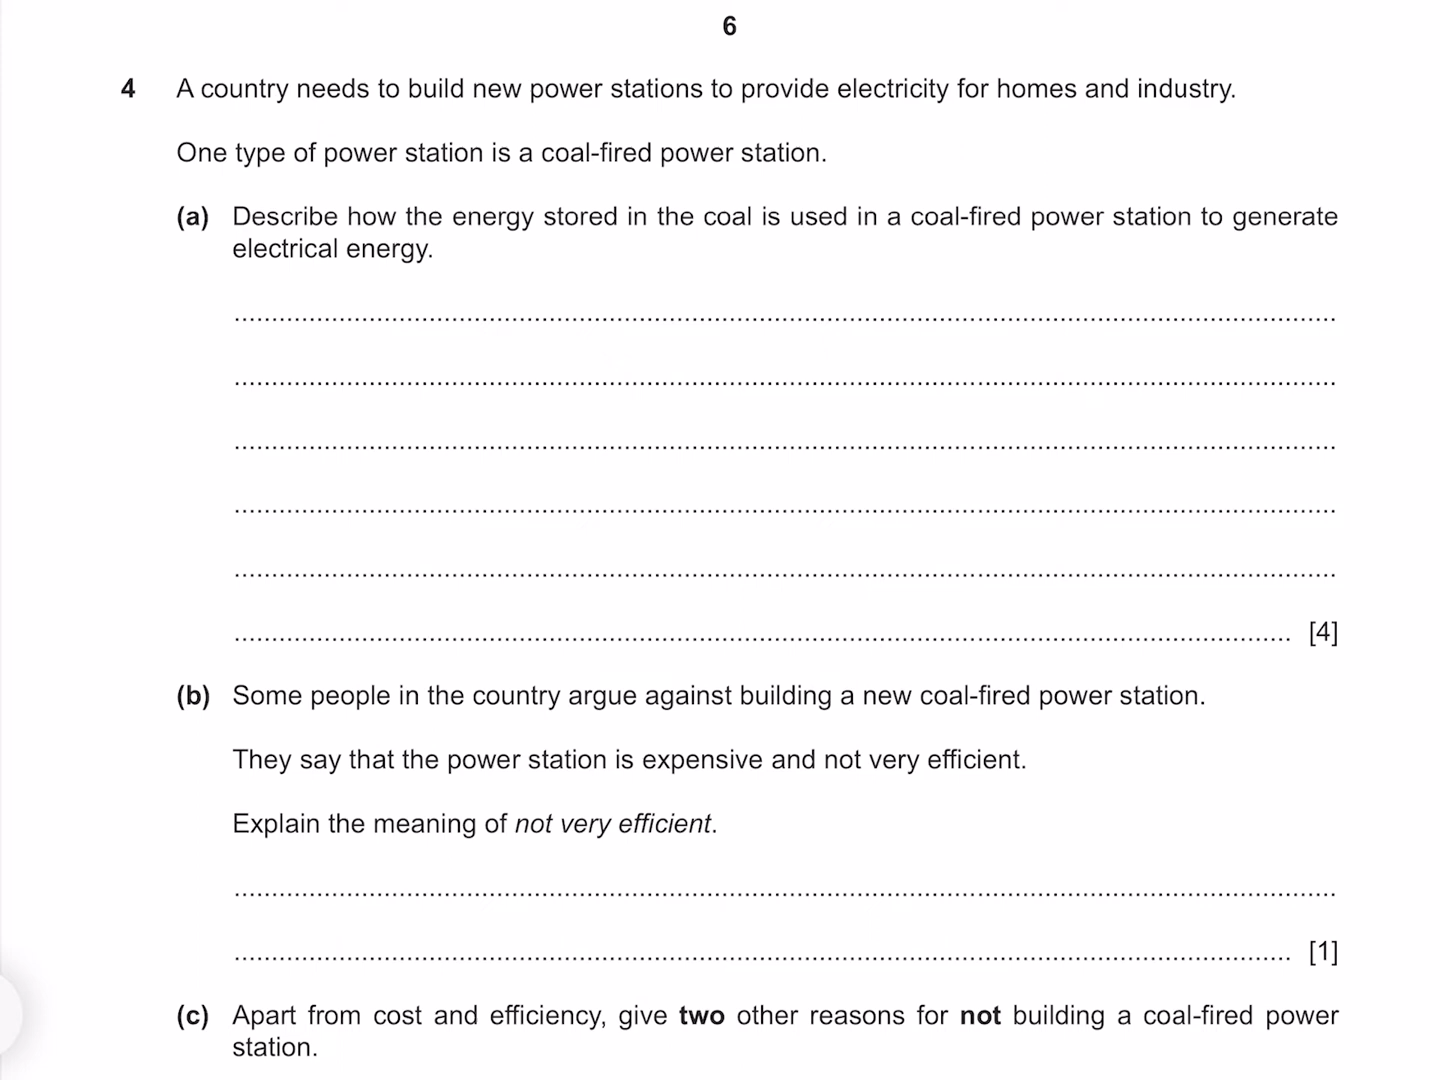 6
4 A country needs to build new power stations to provide electricity for homes and industry.
One type of power station is a coal-fired power station.
(a) Describe how the energy stored in the coal is used in a coal-fired power station to generate
electrical energy.
....................................................................................................................................................
....................................................................................................................................................
....................................................................................................................................................
....................................................................................................................................................
....................................................................................................................................................
.............................................................................................................................................. [4]
(b) Some people in the country argue against building a new coal-fired power station.
They say that the power station is expensive and not very efficient.
Explain the meaning of not very efficient.
....................................................................................................................................................
.............................................................................................................................................. [1]
(c) Apart from cost and efficiency, give two other reasons for not building a coal-fired power
station.